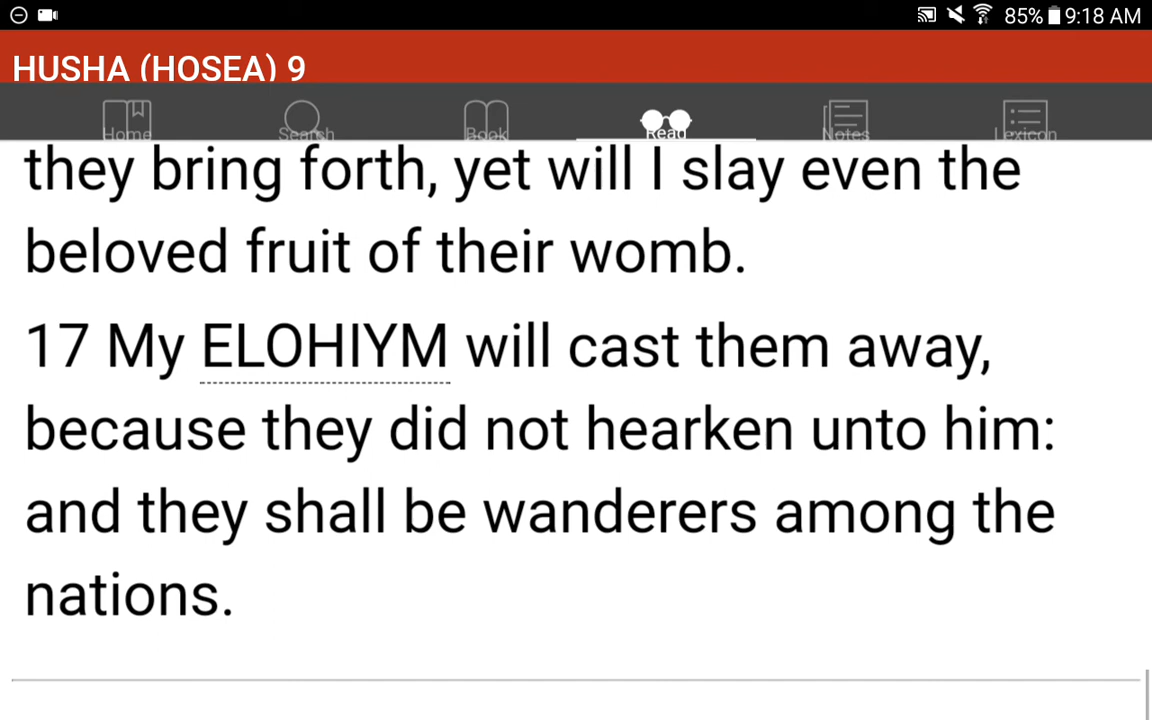 85% 9:18 AM
HUSHA (HOSEA) 9
Home Search Book Read Notes Lexicon
they bring forth, yet will I slay even the
beloved fruit of their womb.
17 My ELOHIYM will cast them away,
because they did not hearken unto him:
and they shall be wanderers among the
nations.